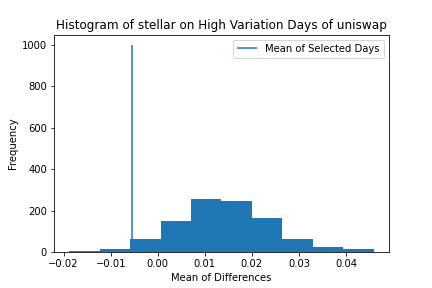 Histogram of stellar on High Variation Days of uniswap
Mean of Selected Days
1000
800
600
400
200
0
Frequency
−0.02 −0.01 0.00 0.01 0.02 0.03 0.04
Mean of Differences